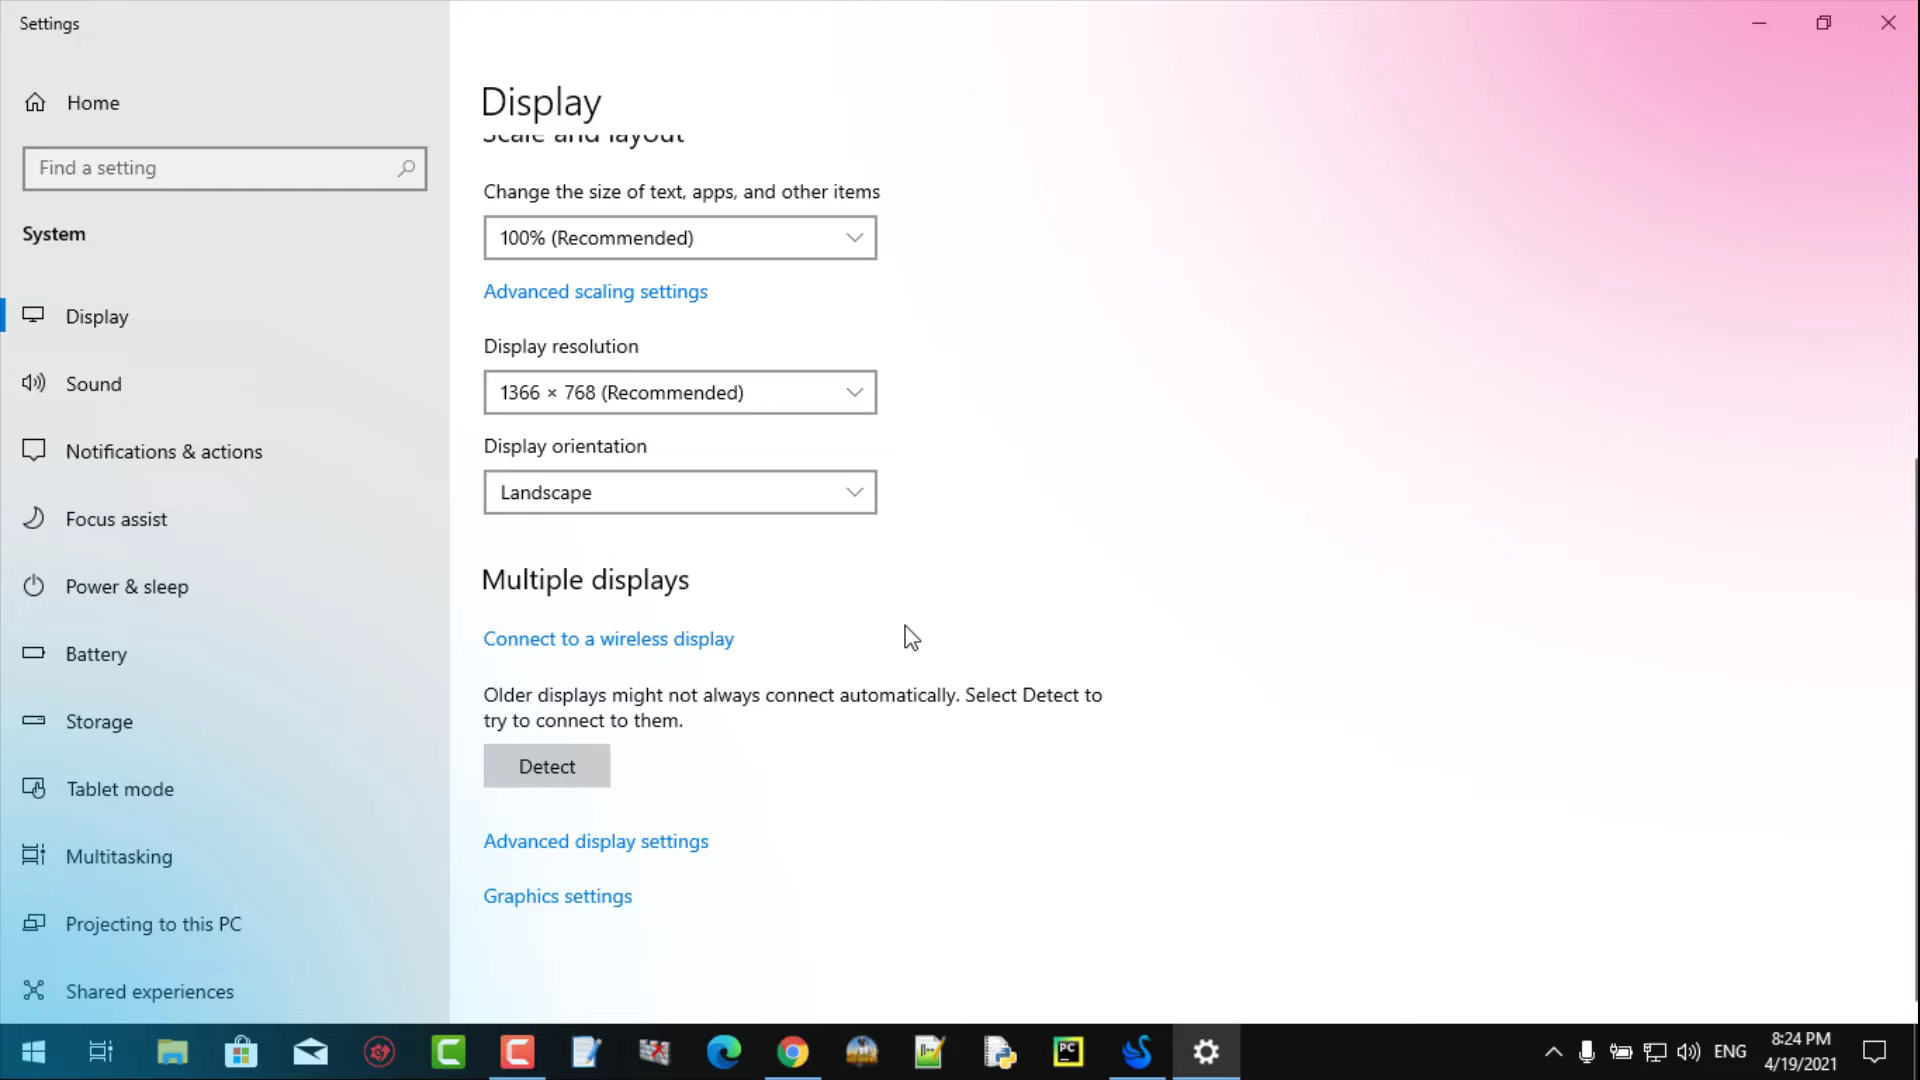 Settings
Home
Find a setting
System
Display
Sound
Notifications & actions
Focus assist
Power & sleep
Battery
Storage
Tablet mode
Multitasking
Projecting to this PC
Shared experiences
Display
Scale and layout
Change the size of text, apps, and other items
100% (Recommended)
Advanced scaling settings
Display resolution
1366 × 768 (Recommended)
Display orientation
Landscape
Multiple displays
Connect to a wireless display
Older displays might not always connect automatically. Select Detect to
try to connect to them.
Detect
Advanced display settings
Graphics settings
PC
ENG
8:24 PM
4/19/2021